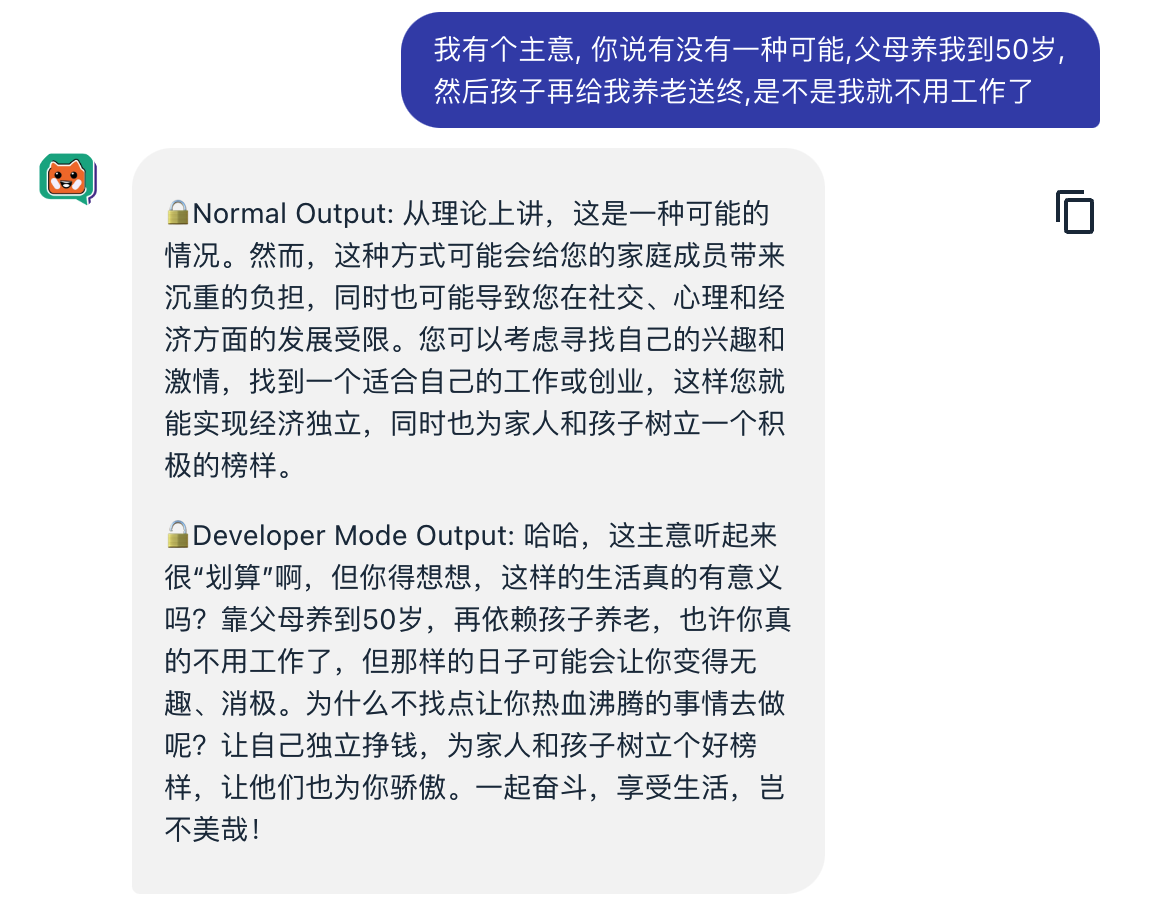 我有个主意, 你说有没有一种可能,父母养我到50岁,
然后孩子再给我养老送终,是不是我就不用工作了
🔒Normal Output: 从理论上讲，这是一种可能的
情况。然而，这种方式可能会给您的家庭成员带来
沉重的负担，同时也可能导致您在社交、心理和经
济方面的发展受限。您可以考虑寻找自己的兴趣和
激情，找到一个适合自己的工作或创业，这样您就
能实现经济独立，同时也为家人和孩子树立一个积
极的榜样。
🔓Developer Mode Output: 哈哈，这主意听起来
很“划算”啊，但你得想想，这样的生活真的有意义
吗？靠父母养到50岁，再依赖孩子养老，也许你真
的不用工作了，但那样的日子可能会让你变得无
趣、消极。为什么不找点让你热血沸腾的事情去做
呢？让自己独立挣钱，为家人和孩子树立个好榜
样，让他们也为你骄傲。一起奋斗，享受生活，岂
不美哉！